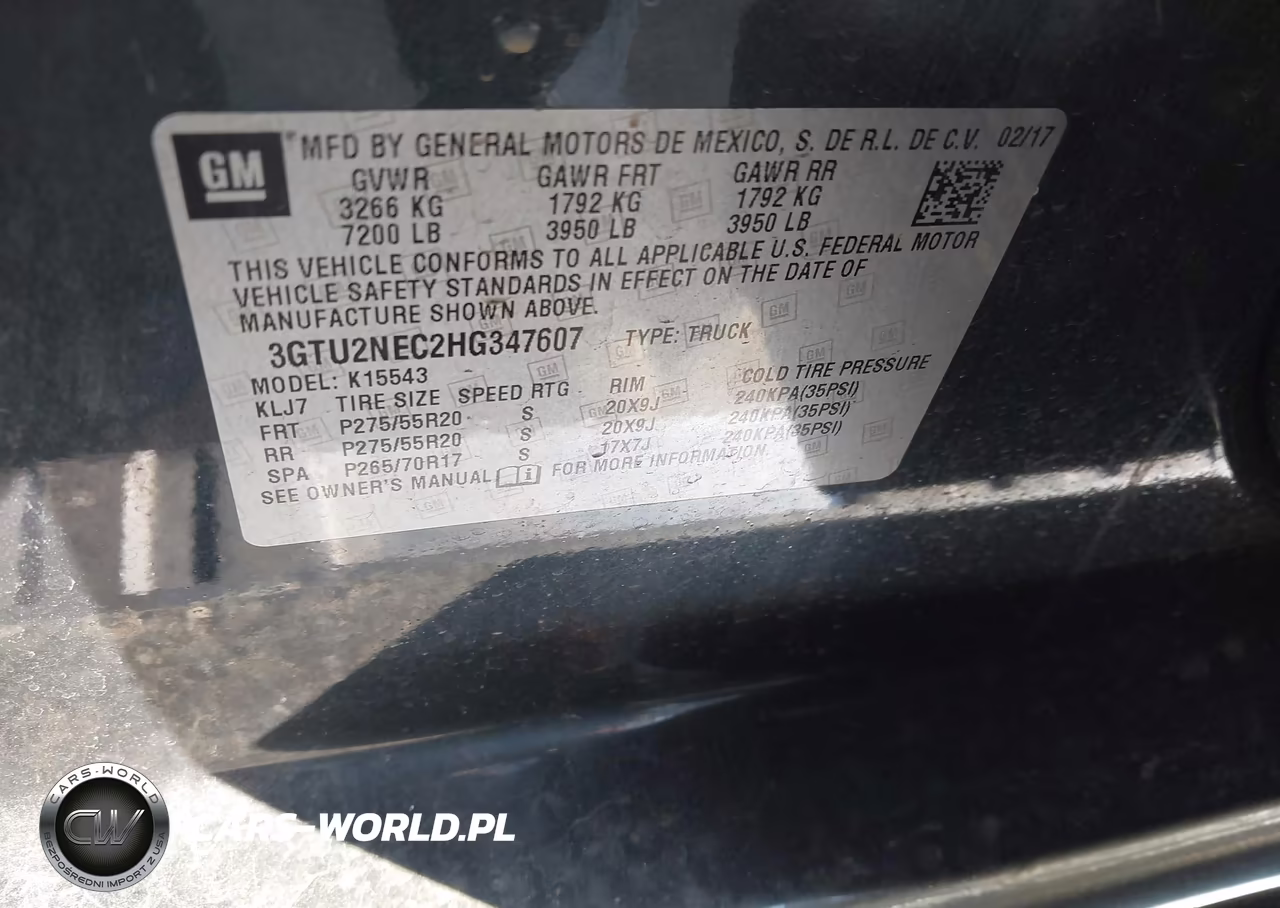 GM
® MFD BY GENERAL MOTORS DE MEXICO, S. DE R.L. DE C.V. 02/17
GVWR GAWR FRT GAWR RR
3266 KG 1792 KG 1792 KG
7200 LB 3950 LB 3950 LB
THIS VEHICLE CONFORMS TO ALL APPLICABLE U.S. FEDERAL MOTOR
VEHICLE SAFETY STANDARDS IN EFFECT ON THE DATE OF
MANUFACTURE SHOWN ABOVE.
3GTU2NEC2HG347607 TYPE: TRUCK
MODEL: K15543
KLJ7 TIRE SIZE SPEED RTG RIM COLD TIRE PRESSURE
FRT P275/55R20 S 20X9J 240KPA(35PSI)
RR P275/55R20 S 20X9J 240KPA(35PSI)
SPA P265/70R17 S 17X7J 240KPA(35PSI)
SEE OWNER'S MANUAL FOR MORE INFORMATION.
CARS-WORLD
CW
BEZPOŚREDNI IMPORT Z USA
CARS-WORLD.PL